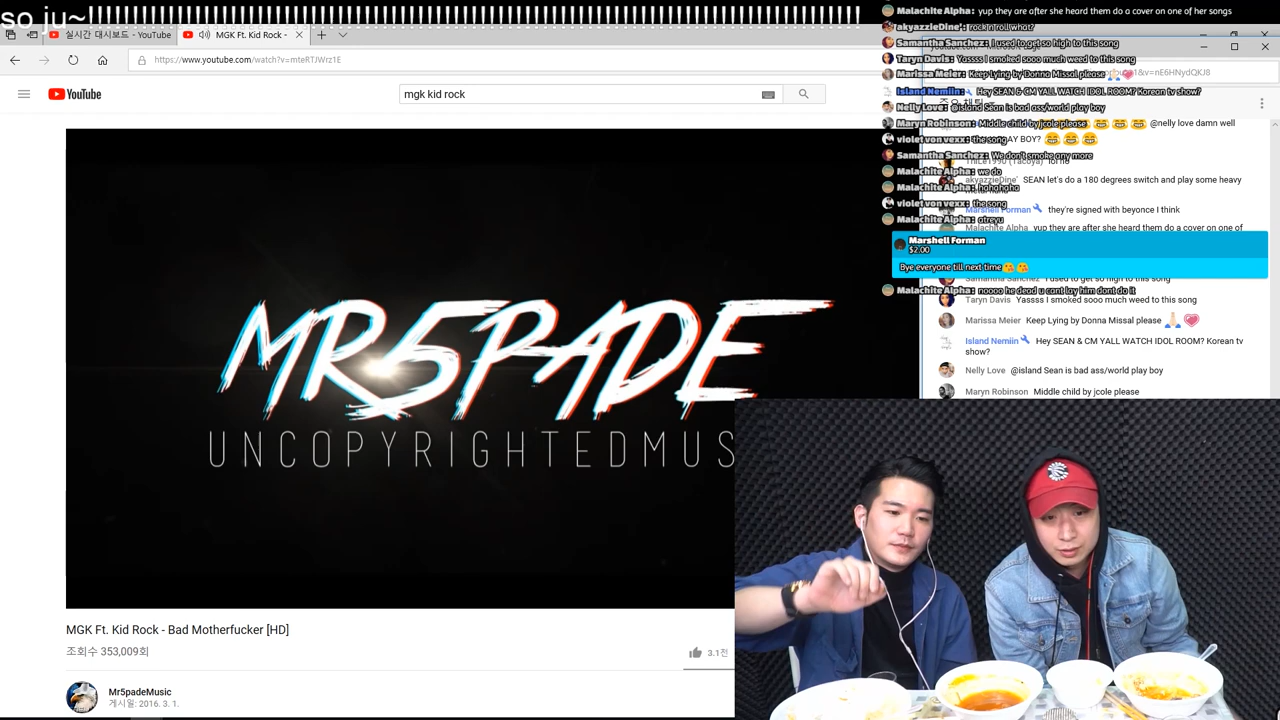 so ju~!!!!!!!!!!!!!!!!!!!!!!!!!!!!!!!!!!!!!!!!!!!!!!!!!!!!!!!!!!!!!!!!!!!!!!
실시간 대시보드 - YouTube
MGK Ft. Kid Rock -
https://www.youtube.com/watch?v=mteRTJWrz1E
YouTube
mgk kid rock
MR5PADE
UNCOPYRIGHTEDMUS
MGK Ft. Kid Rock - Bad Motherfucker [HD]
조회수 353,009회
3.1천
Mr5padeMusic
게시일: 2016. 3. 1.
Malachite Alpha: yup they are after she heard them do a cover on one of her songs
akyazzieDine': rock n roll what?
Samantha Sanchez: I used to get so high to this song
Taryn Davis: Yassss I smoked sooo much weed to this song
Marissa Meier: Keep Lying by Donna Missal please
&v=nE6HNydQKJ8
Island Nemiin: Hey SEAN & CM YALL WATCH IDOL ROOM? Korean tv show?
Nelly Love: @island Sean is bad ass/world play boy
Maryn Robinson: Middle child by jcole please
@nelly love damn well
violet von vexx: the song
AY BOY?
Samantha Sanchez: We don't smoke any more
Malachite Alpha: we do
akyazzieDine' SEAN let's do a 180 degrees switch and play some heavy
Malachite Alpha: hahahaha
violet von vexx: the song
Marshell Forman they're signed with beyonce I think
Malachite Alpha: atreyu
Malachite Alpha yup they are after she heard them do a cover on one of
Marshell Forman
$2.00
Bye everyone till next time
Samantha Sanchez I used to get so high to this song
Malachite Alpha: noooo he dead u cant lay him dont do it
Taryn Davis Yassss I smoked sooo much weed to this song
Marissa Meier Keep Lying by Donna Missal please
Island Nemiin Hey SEAN & CM YALL WATCH IDOL ROOM? Korean tv
show?
Nelly Love @island Sean is bad ass/world play boy
Maryn Robinson Middle child by jcole please